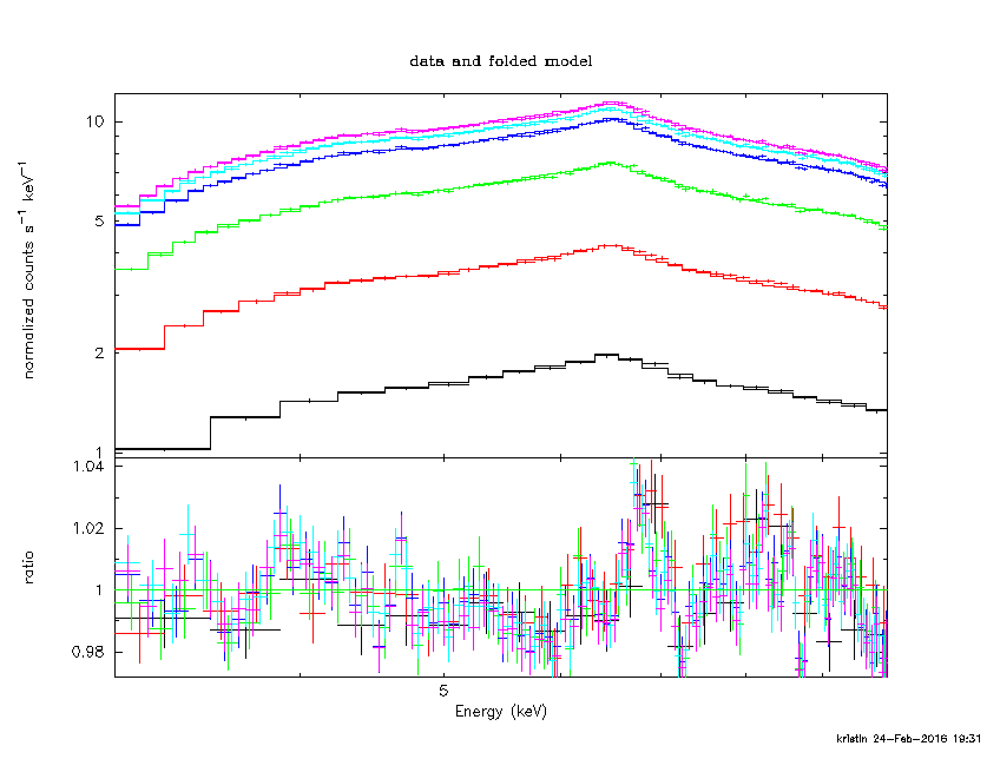 data and folded model
normalized counts s⁻¹ keV⁻¹
10
5
2
1
ratio
1.04
1.02
1
0.98
5
Energy (keV)
kristin 24-Feb-2016 19:31